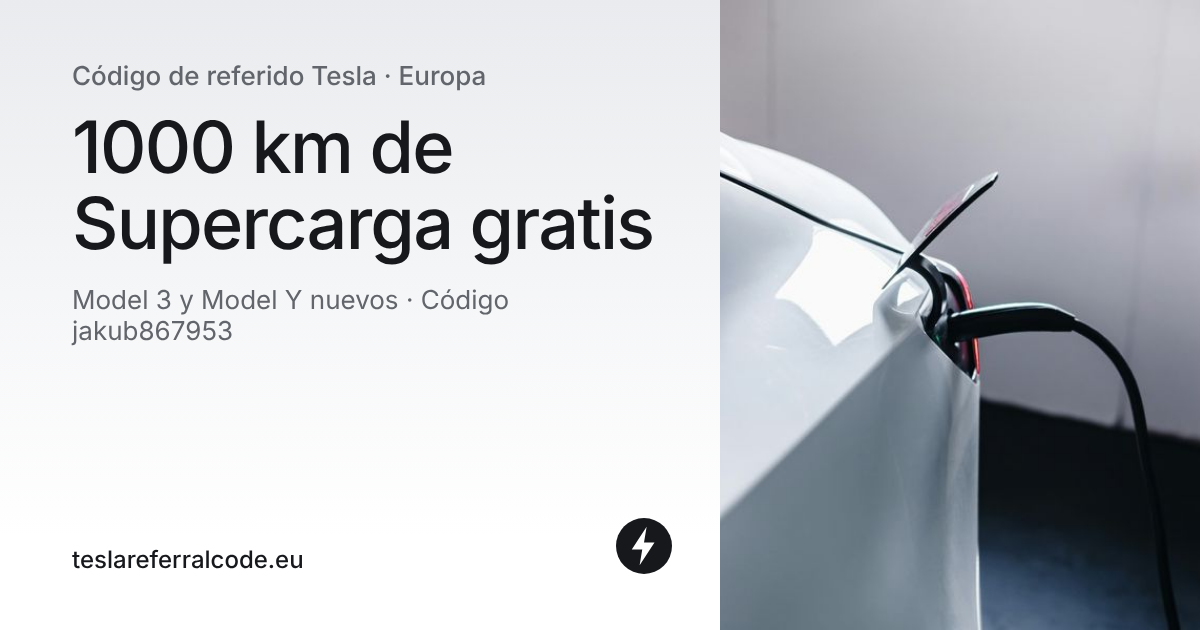 Código de referido Tesla · Europa
1000 km de
Supercarga gratis
Model 3 y Model Y nuevos · Código
jakub867953
teslareferralcode.eu